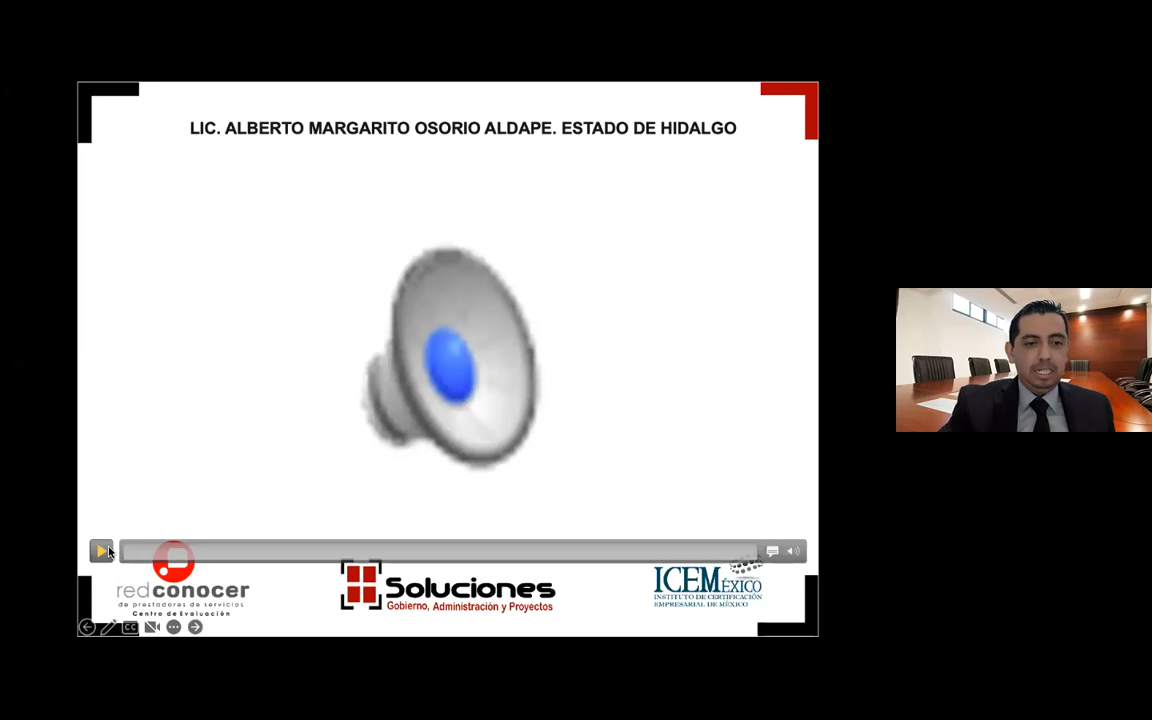 LIC. ALBERTO MARGARITO OSORIO ALDAPE. ESTADO DE HIDALGO
redconocer
de prestadores de servicios
Centro de Evaluación
Soluciones
Gobierno, Administración y Proyectos
ICEMÉXICO
INSTITUTO DE CERTIFICACIÓN
EMPRESARIAL DE MÉXICO
CC